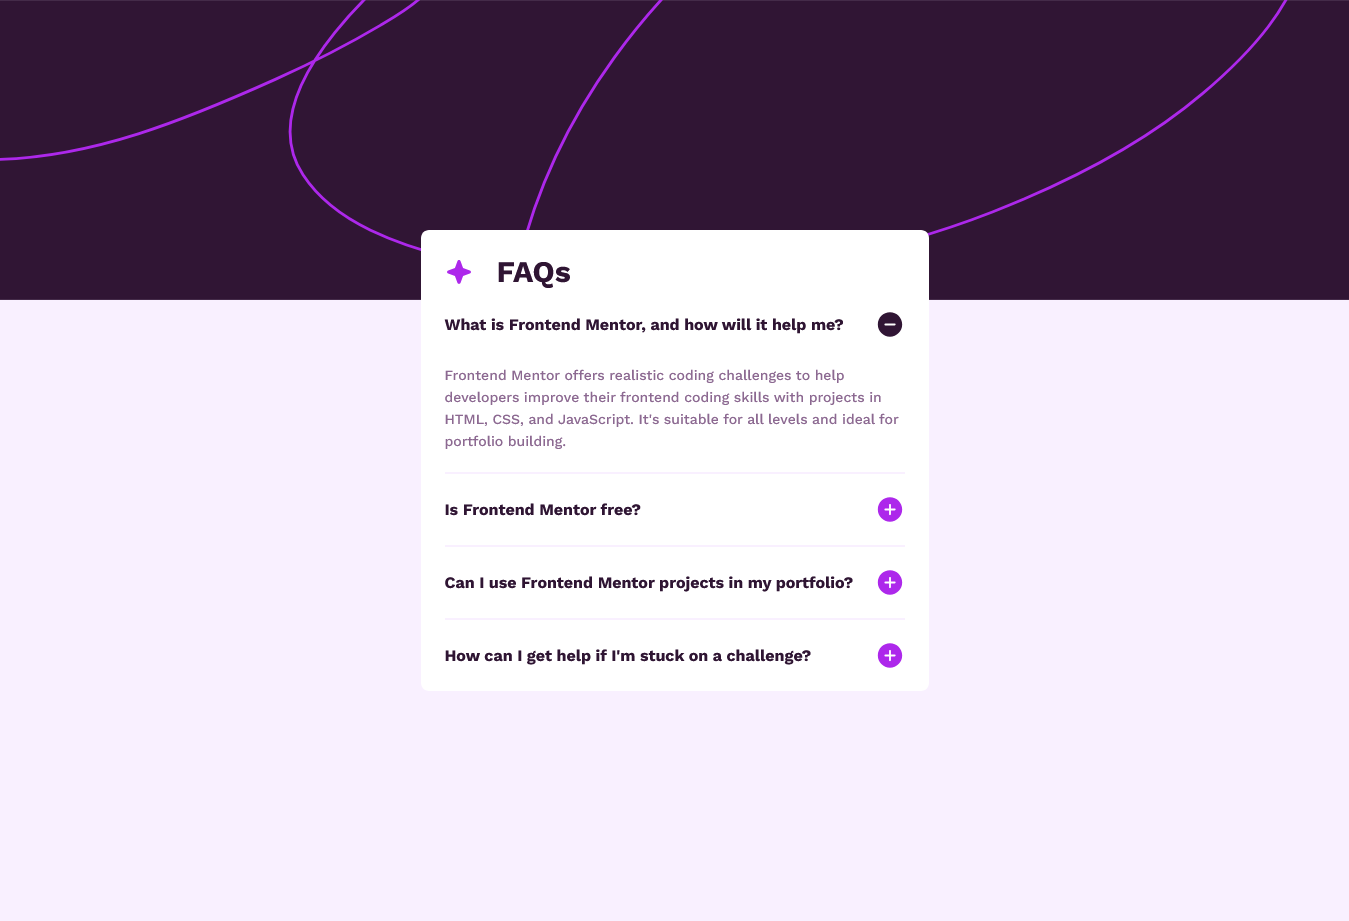 FAQs
What is Frontend Mentor, and how will it help me?
Frontend Mentor offers realistic coding challenges to help
developers improve their frontend coding skills with projects in
HTML, CSS, and JavaScript. It's suitable for all levels and ideal for
portfolio building.
Is Frontend Mentor free?
Can I use Frontend Mentor projects in my portfolio?
How can I get help if I'm stuck on a challenge?